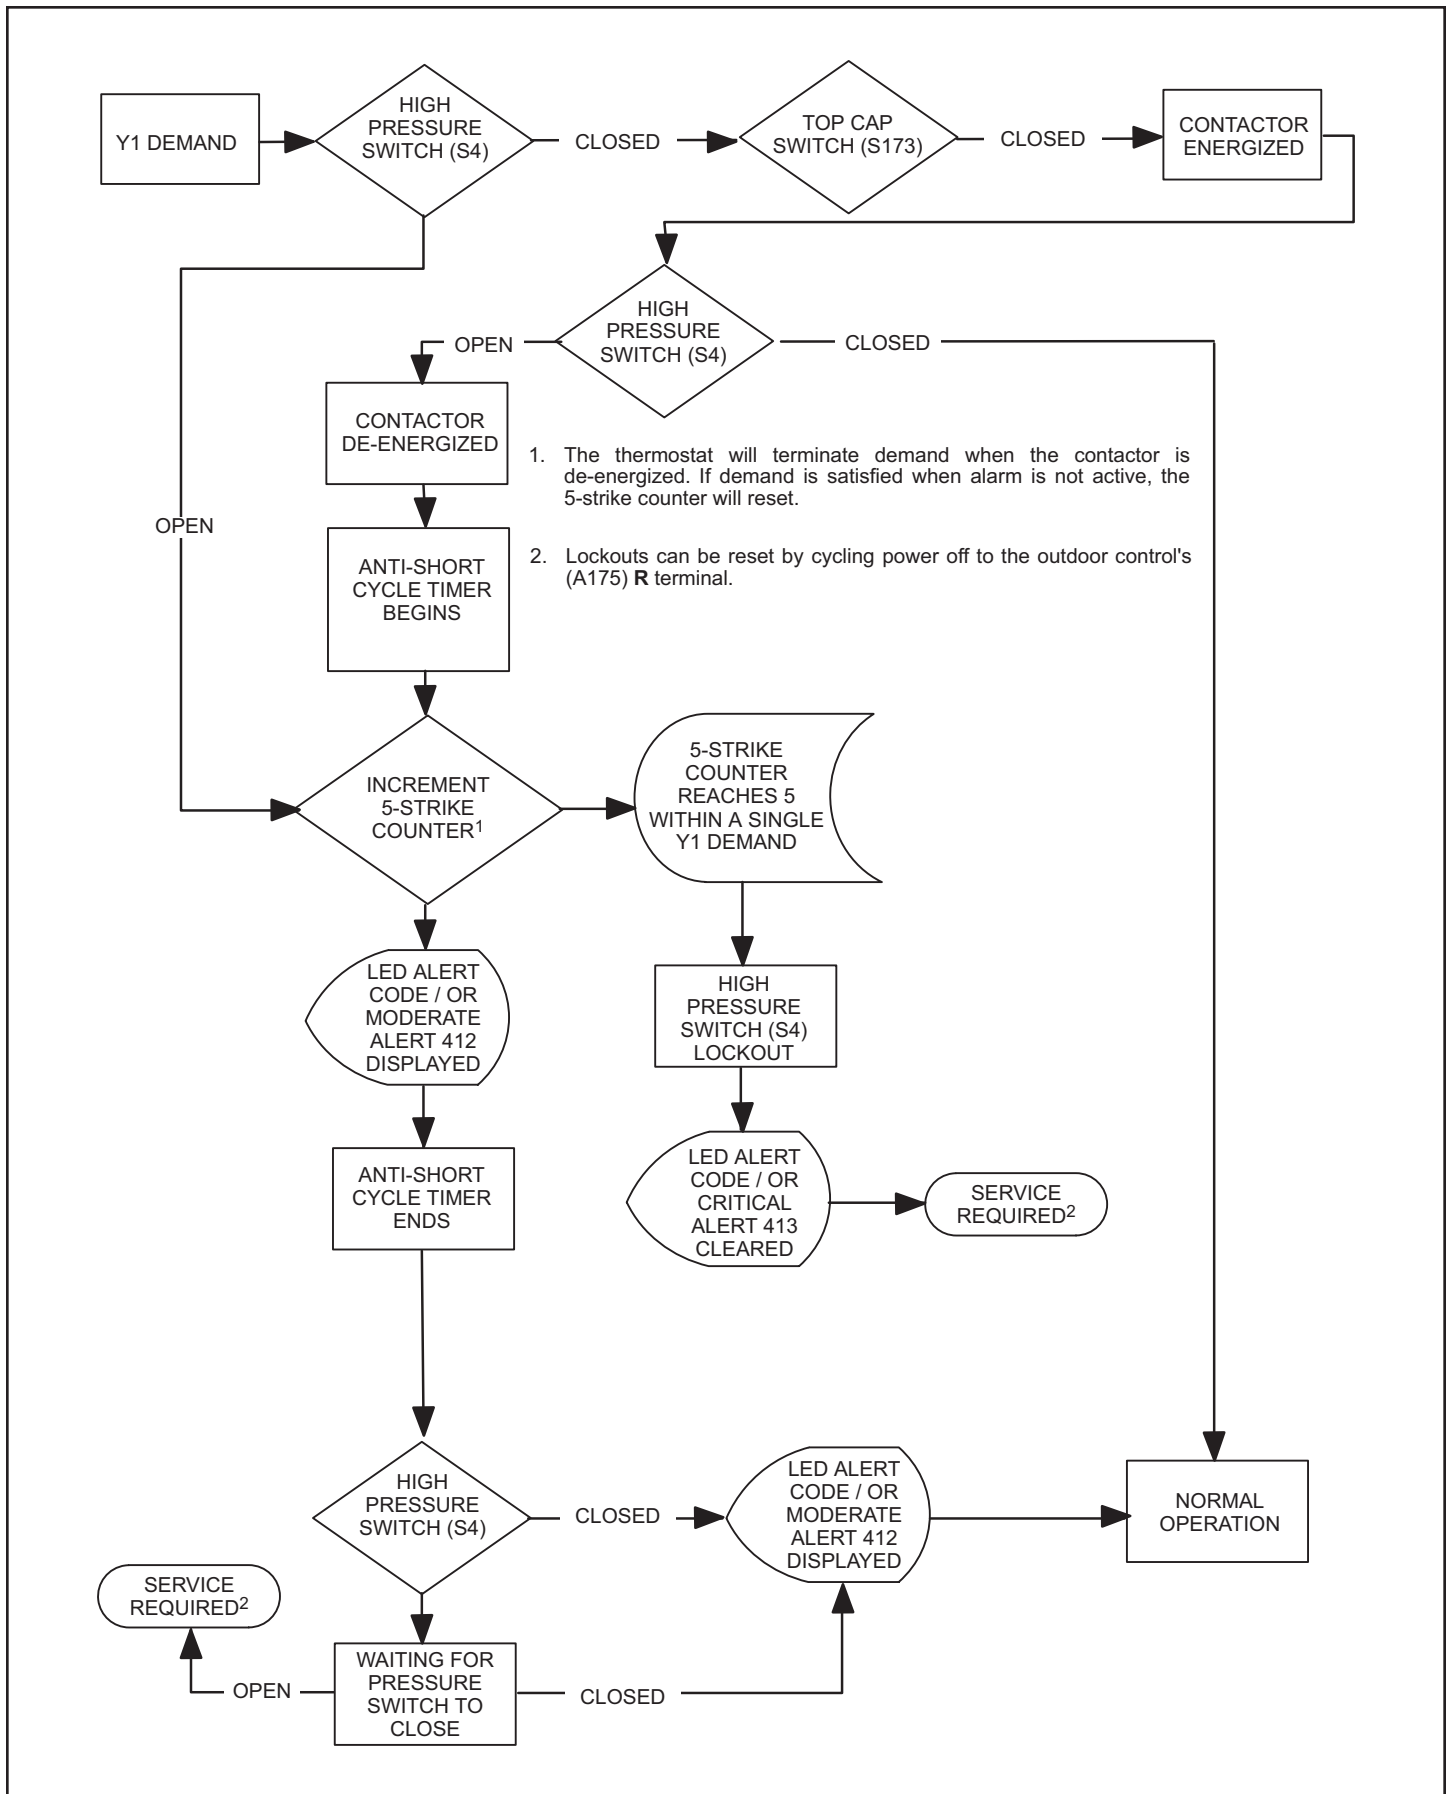 Y1 DEMAND
HIGH
PRESSURE
SWITCH (S4)
CLOSED
TOP CAP
SWITCH (S173)
CLOSED
CONTACTOR
ENERGIZED
HIGH
PRESSURE
SWITCH (S4)
OPEN
CLOSED
CONTACTOR
DE-ENERGIZED
1. The thermostat will terminate demand when the contactor is
de-energized. If demand is satisfied when alarm is not active, the
5-strike counter will reset.
OPEN
ANTI-SHORT
CYCLE TIMER
BEGINS
2. Lockouts can be reset by cycling power off to the outdoor control's
(A175) R terminal.
INCREMENT
5-STRIKE
COUNTER1
5-STRIKE
COUNTER
REACHES 5
WITHIN A SINGLE
Y1 DEMAND
LED ALERT
CODE / OR
MODERATE
ALERT 412
DISPLAYED
HIGH
PRESSURE
SWITCH (S4)
LOCKOUT
ANTI-SHORT
CYCLE TIMER
ENDS
LED ALERT
CODE / OR
CRITICAL
ALERT 413
CLEARED
SERVICE
REQUIRED2
HIGH
PRESSURE
SWITCH (S4)
CLOSED
LED ALERT
CODE / OR
MODERATE
ALERT 412
DISPLAYED
NORMAL
OPERATION
SERVICE
REQUIRED2
OPEN
WAITING FOR
PRESSURE
SWITCH TO
CLOSE
CLOSED